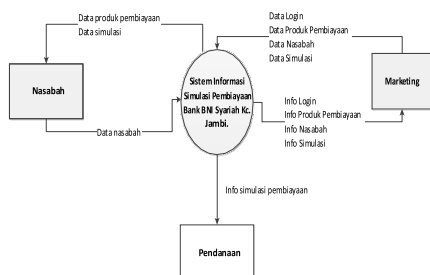 Data produk pembiayaan
Data simulasi
Data Login
Data Produk Pembiayaan
Data Nasabah
Data Simulasi
Nasabah
Sistem Informasi
Simulasi Pembiayaan
Bank BNI Syariah Kc.
Jambi.
Marketing
Info Login
Info Produk Pembiayaan
Info Nasabah
Info Simulasi
Data nasabah
Info simulasi pembiayaan
Pendanaan